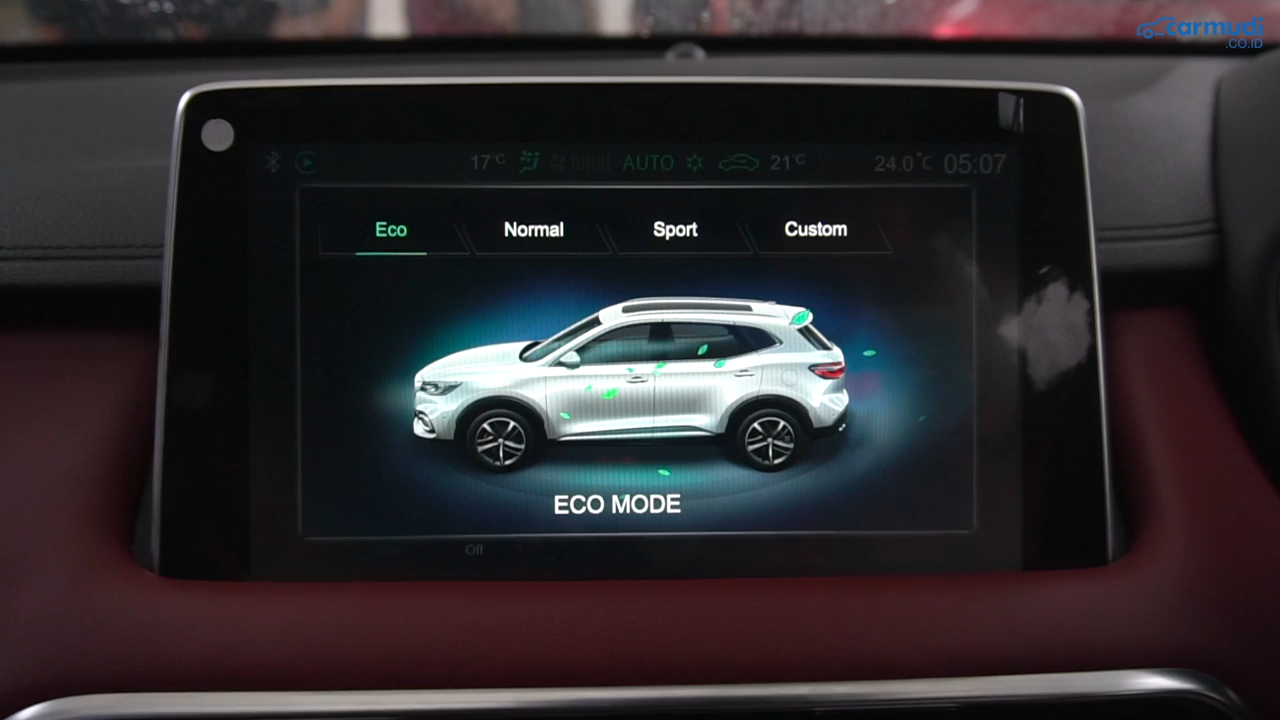 carmudi
.CO.ID
17°C AUTO 21°C 24.0°C 05:07
Eco Normal Sport Custom
ECO MODE
Off